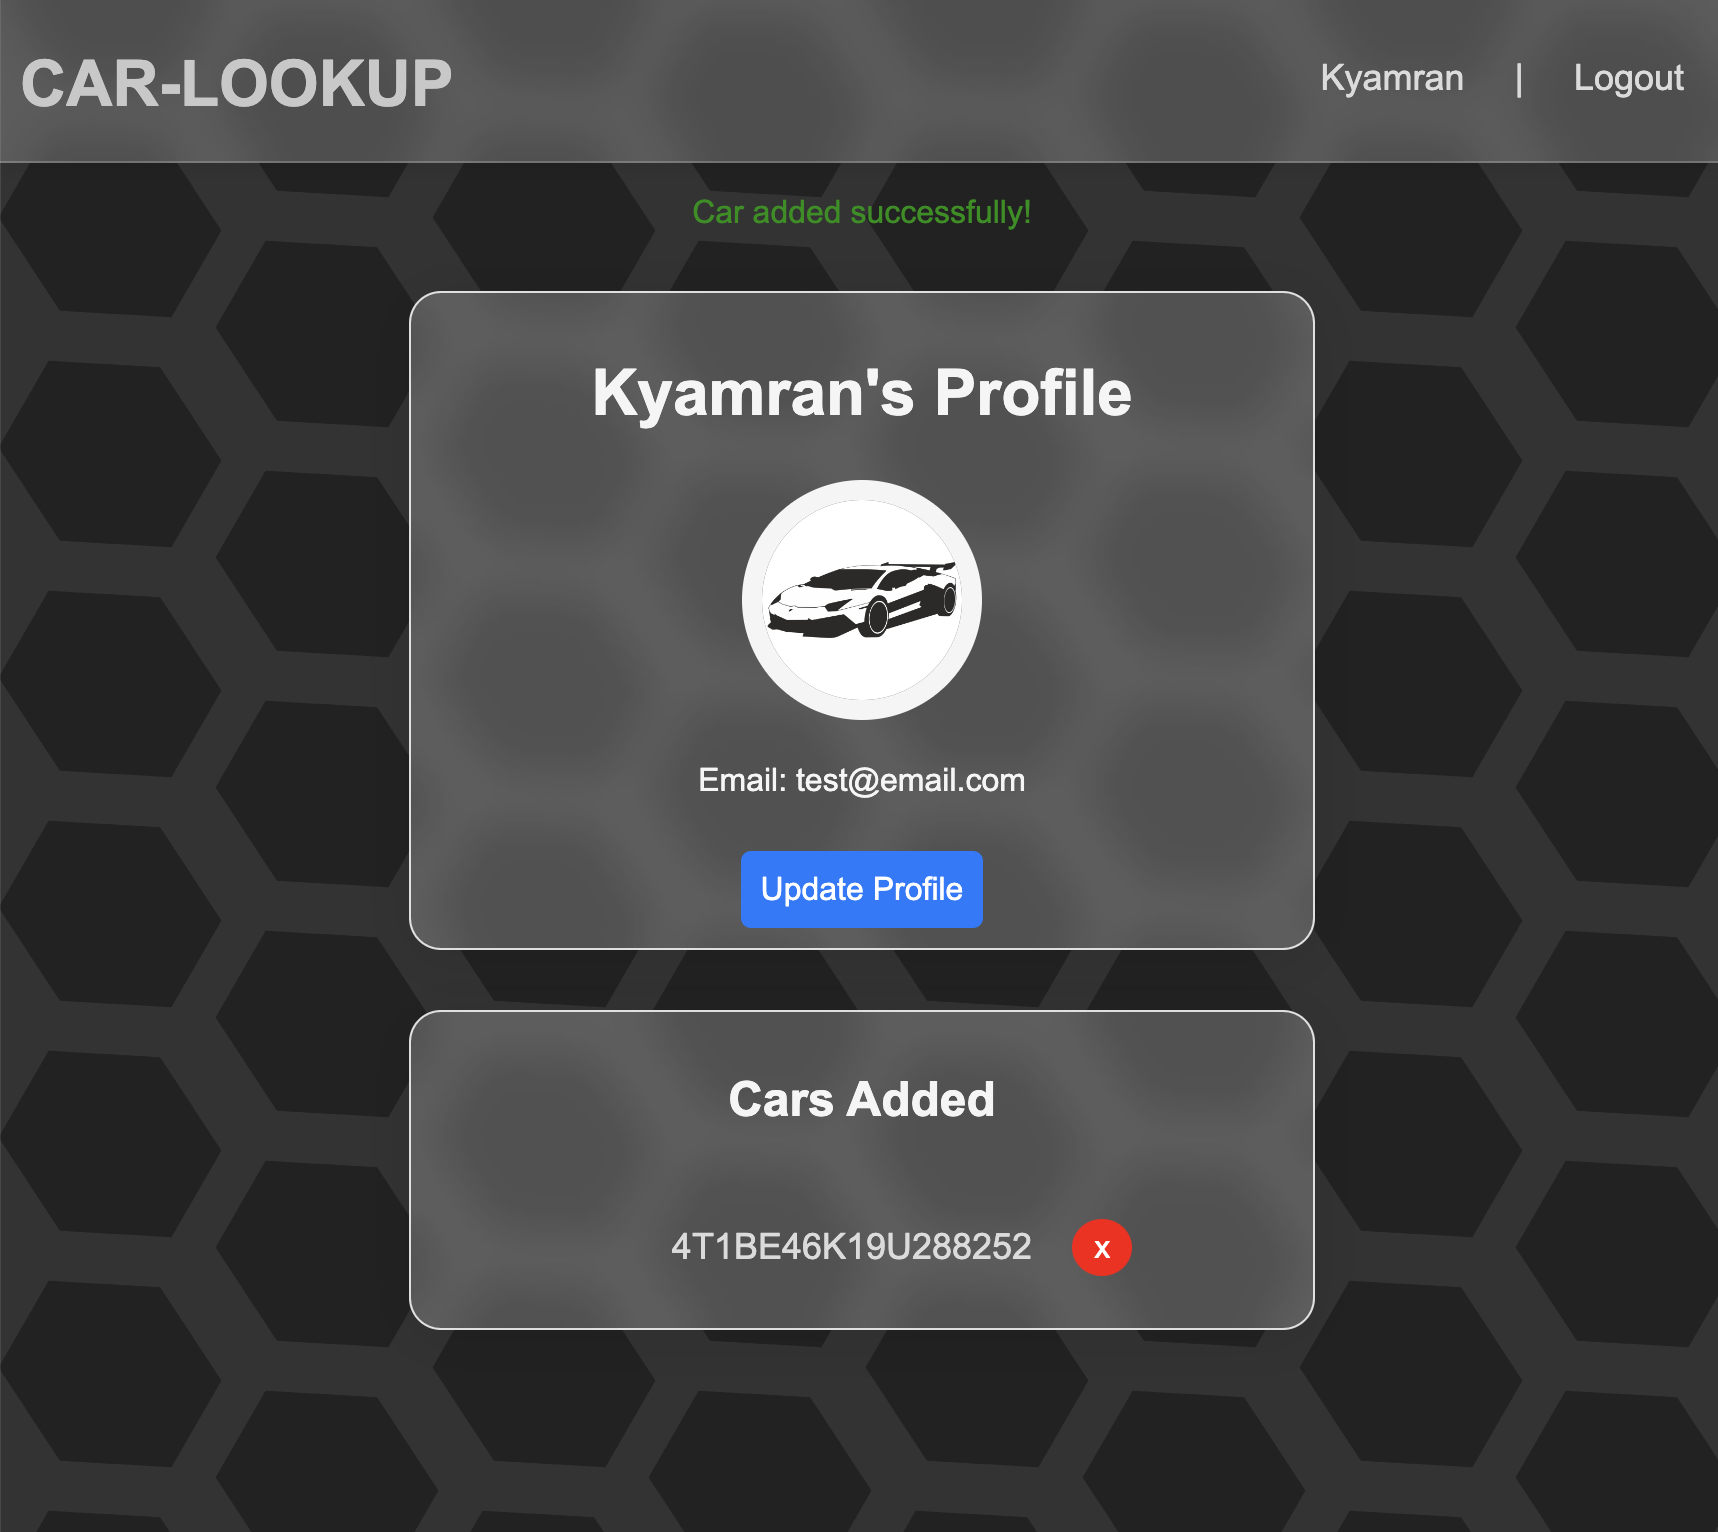 CAR-LOOKUP
Kyamran | Logout
Car added successfully!
Kyamran's Profile
Email: test@email.com
Update Profile
Cars Added
4T1BE46K19U288252 x